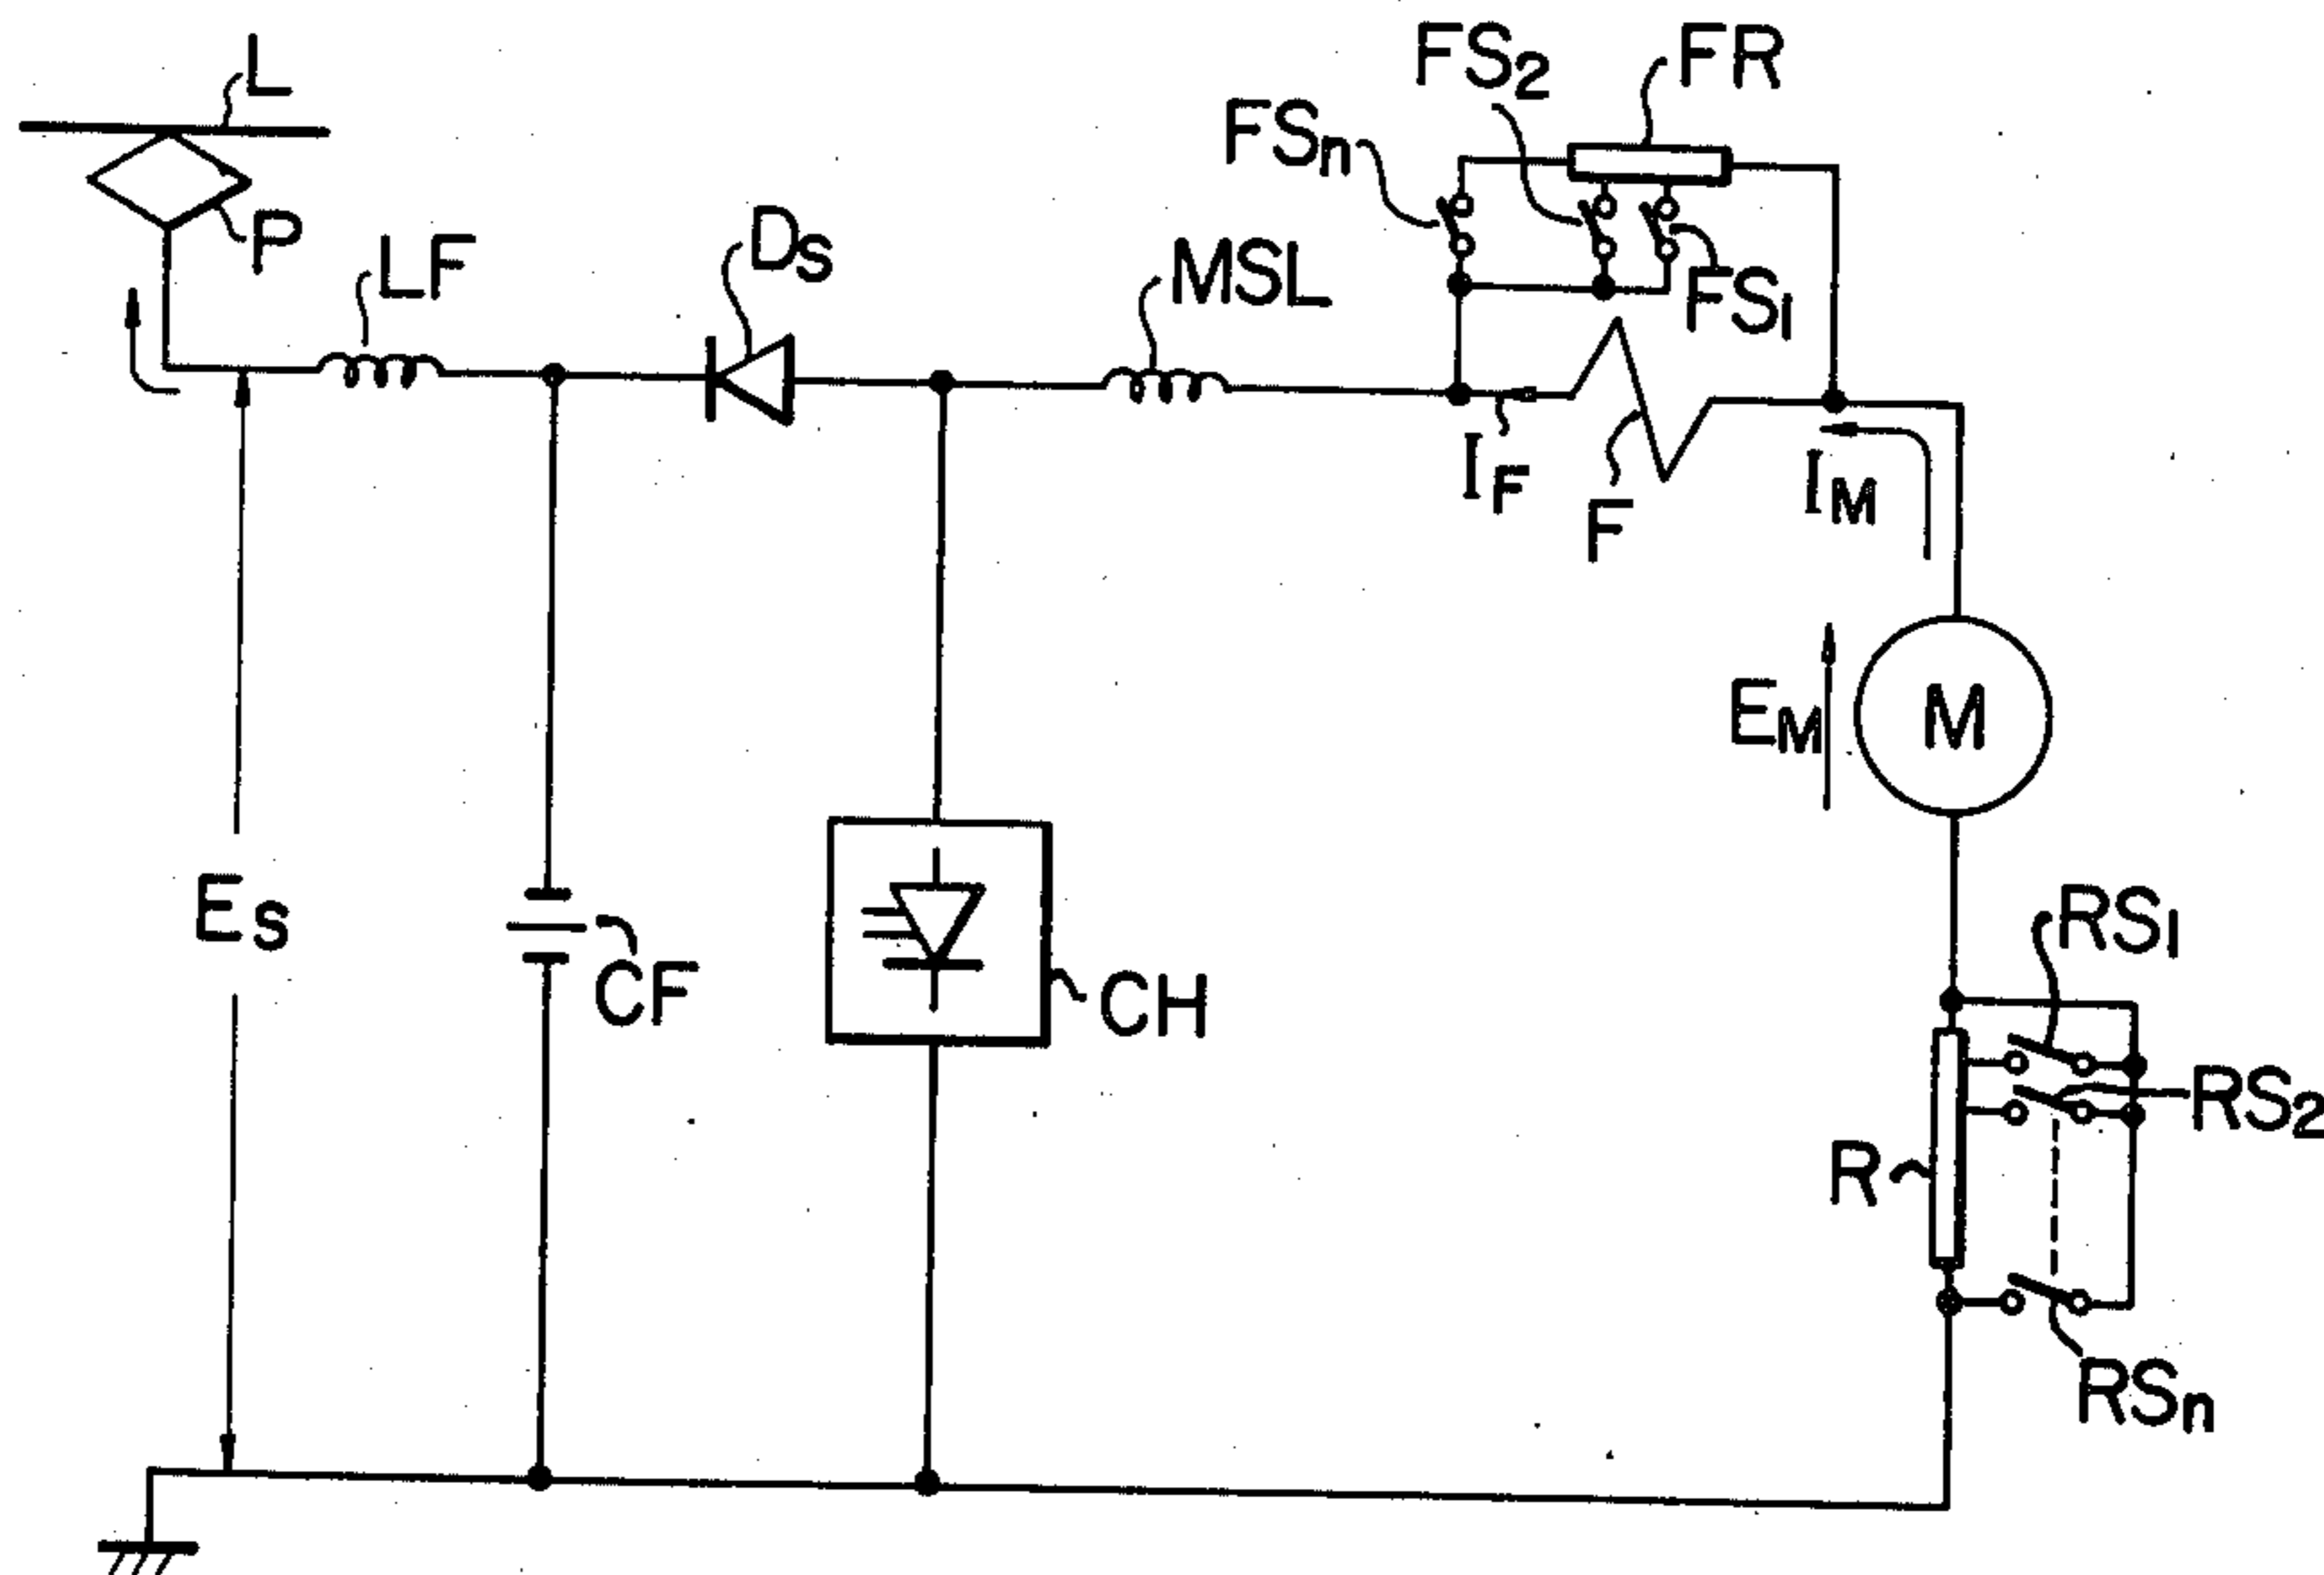 L
P
LF
Ds
MSL
FSn
FS2
FR
FS1
IF
F
IM
EM
M
Es
CF
CH
RS1
RS2
R
RSn